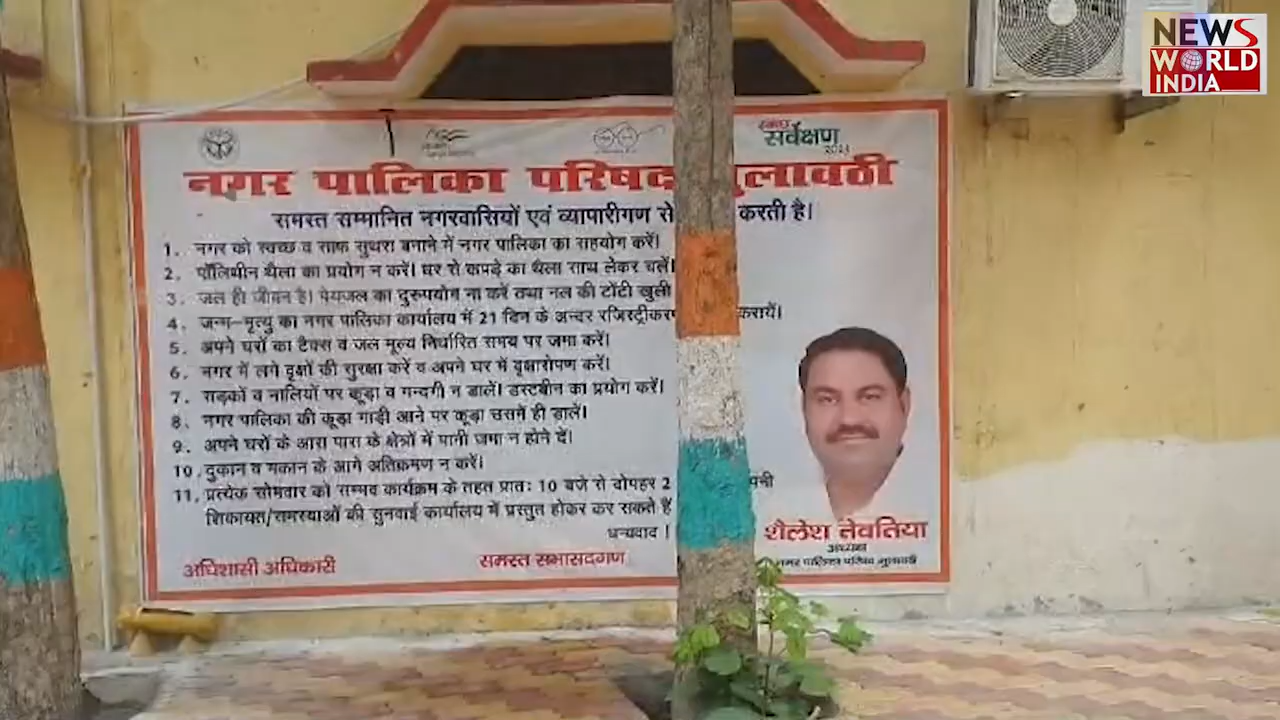 NEWS
WORLD
INDIA
सर्वेक्षण
नगर पालिका परिषद गुलावठी
समस्त सम्मानित नगरवासियों एवं व्यापारीगण से करती है।
1. नगर को स्वच्छ व साफ सुथरा बनाने में नगर पालिका का सहयोग करें।
2. पॉलिथीन थैला का प्रयोग न करें। घर से कपड़े का थैला साथ लेकर चलें।
3. जल ही जीवन है। पेयजल का दुरुपयोग ना करें तथा नल की टोंटी खुली
4. जन्म-मृत्यु का नगर पालिका कार्यालय में 21 दिन के अन्दर रजिस्ट्रीकरण करायें।
5. अपने घरों का टैक्स व जल मूल्य निर्धारित समय पर जमा करें।
6. नगर में लगे वृक्षों की सुरक्षा करें व अपने घर में वृक्षारोपण करें।
7. सड़कों व नालियों पर कूड़ा व गन्दगी न डालें। डस्टबीन का प्रयोग करें।
8. नगर पालिका की कूड़ा गाड़ी आने पर कूड़ा उसमें ही डालें।
9. अपने घरों के आस पास के क्षेत्रों में पानी जमा न होने दें।
10. दुकान व मकान के आगे अतिक्रमण न करें।
11. प्रत्येक सोमवार को सम्भव कार्यक्रम के तहत प्रातः 10 बजे से दोपहर 2
शिकायत/समस्याओं की सुनवाई कार्यालय में प्रस्तुत होकर कर सकते हैं
धन्यवाद।
अधिशासी अधिकारी
समस्त सभासदगण
शैलेश तेवतिया
अध्यक्ष
नगर पालिका परिषद गुलावठी